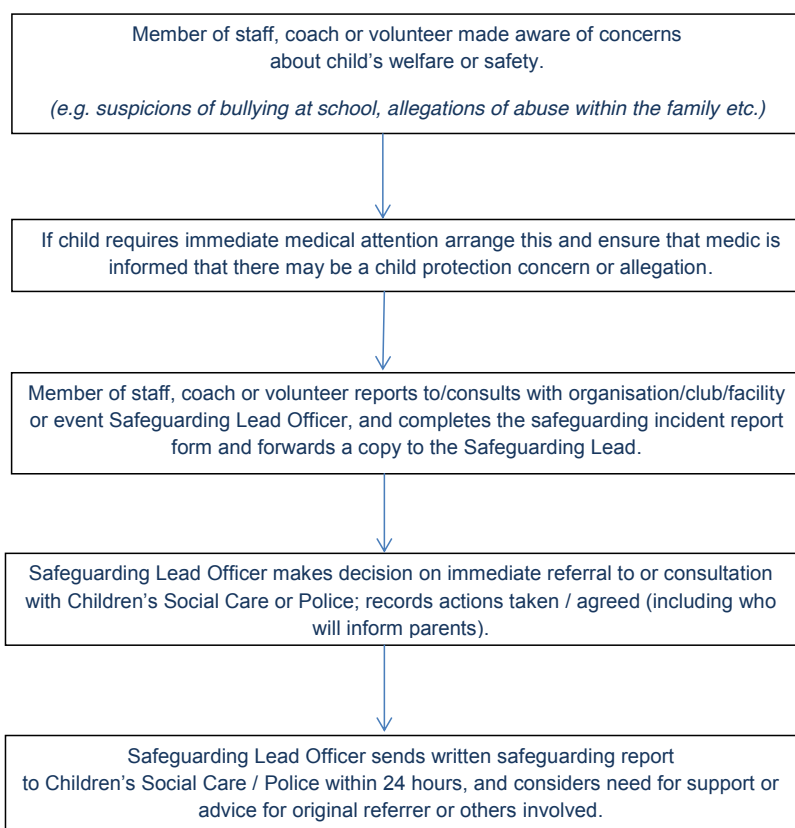 Member of staff, coach or volunteer made aware of concerns
about child’s welfare or safety.
(e.g. suspicions of bullying at school, allegations of abuse within the family etc.)
If child requires immediate medical attention arrange this and ensure that medic is
informed that there may be a child protection concern or allegation.
Member of staff, coach or volunteer reports to/consults with organisation/club/facility
or event Safeguarding Lead Officer, and completes the safeguarding incident report
form and forwards a copy to the Safeguarding Lead.
Safeguarding Lead Officer makes decision on immediate referral to or consultation
with Children’s Social Care or Police; records actions taken / agreed (including who
will inform parents).
Safeguarding Lead Officer sends written safeguarding report
to Children’s Social Care / Police within 24 hours, and considers need for support or
advice for original referrer or others involved.